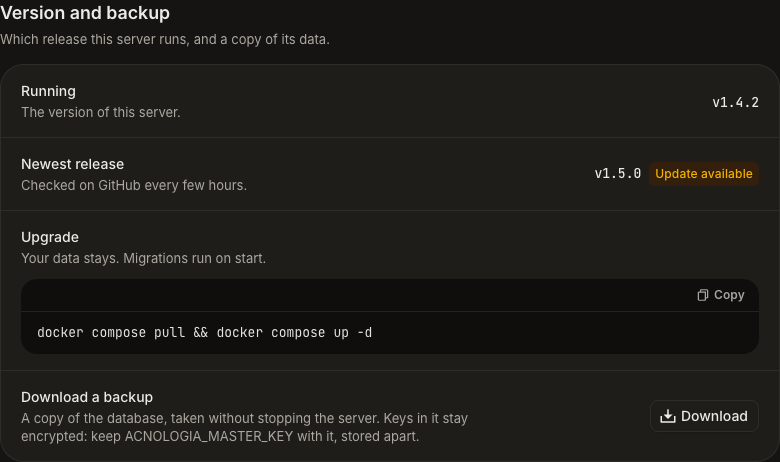 Version and backup
Which release this server runs, and a copy of its data.
Running
The version of this server.
v1.4.2
Newest release
Checked on GitHub every few hours.
v1.5.0
Update available
Upgrade
Your data stays. Migrations run on start.
Copy
docker compose pull && docker compose up -d
Download a backup
A copy of the database, taken without stopping the server. Keys in it stay
encrypted: keep ACNOLOGIA_MASTER_KEY with it, stored apart.
Download